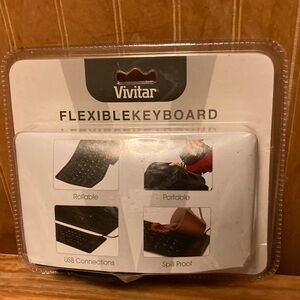 Vivitar
FLEXIBLEKEYBOARD
Rollable
Portable
USB Connections
Spill Proof